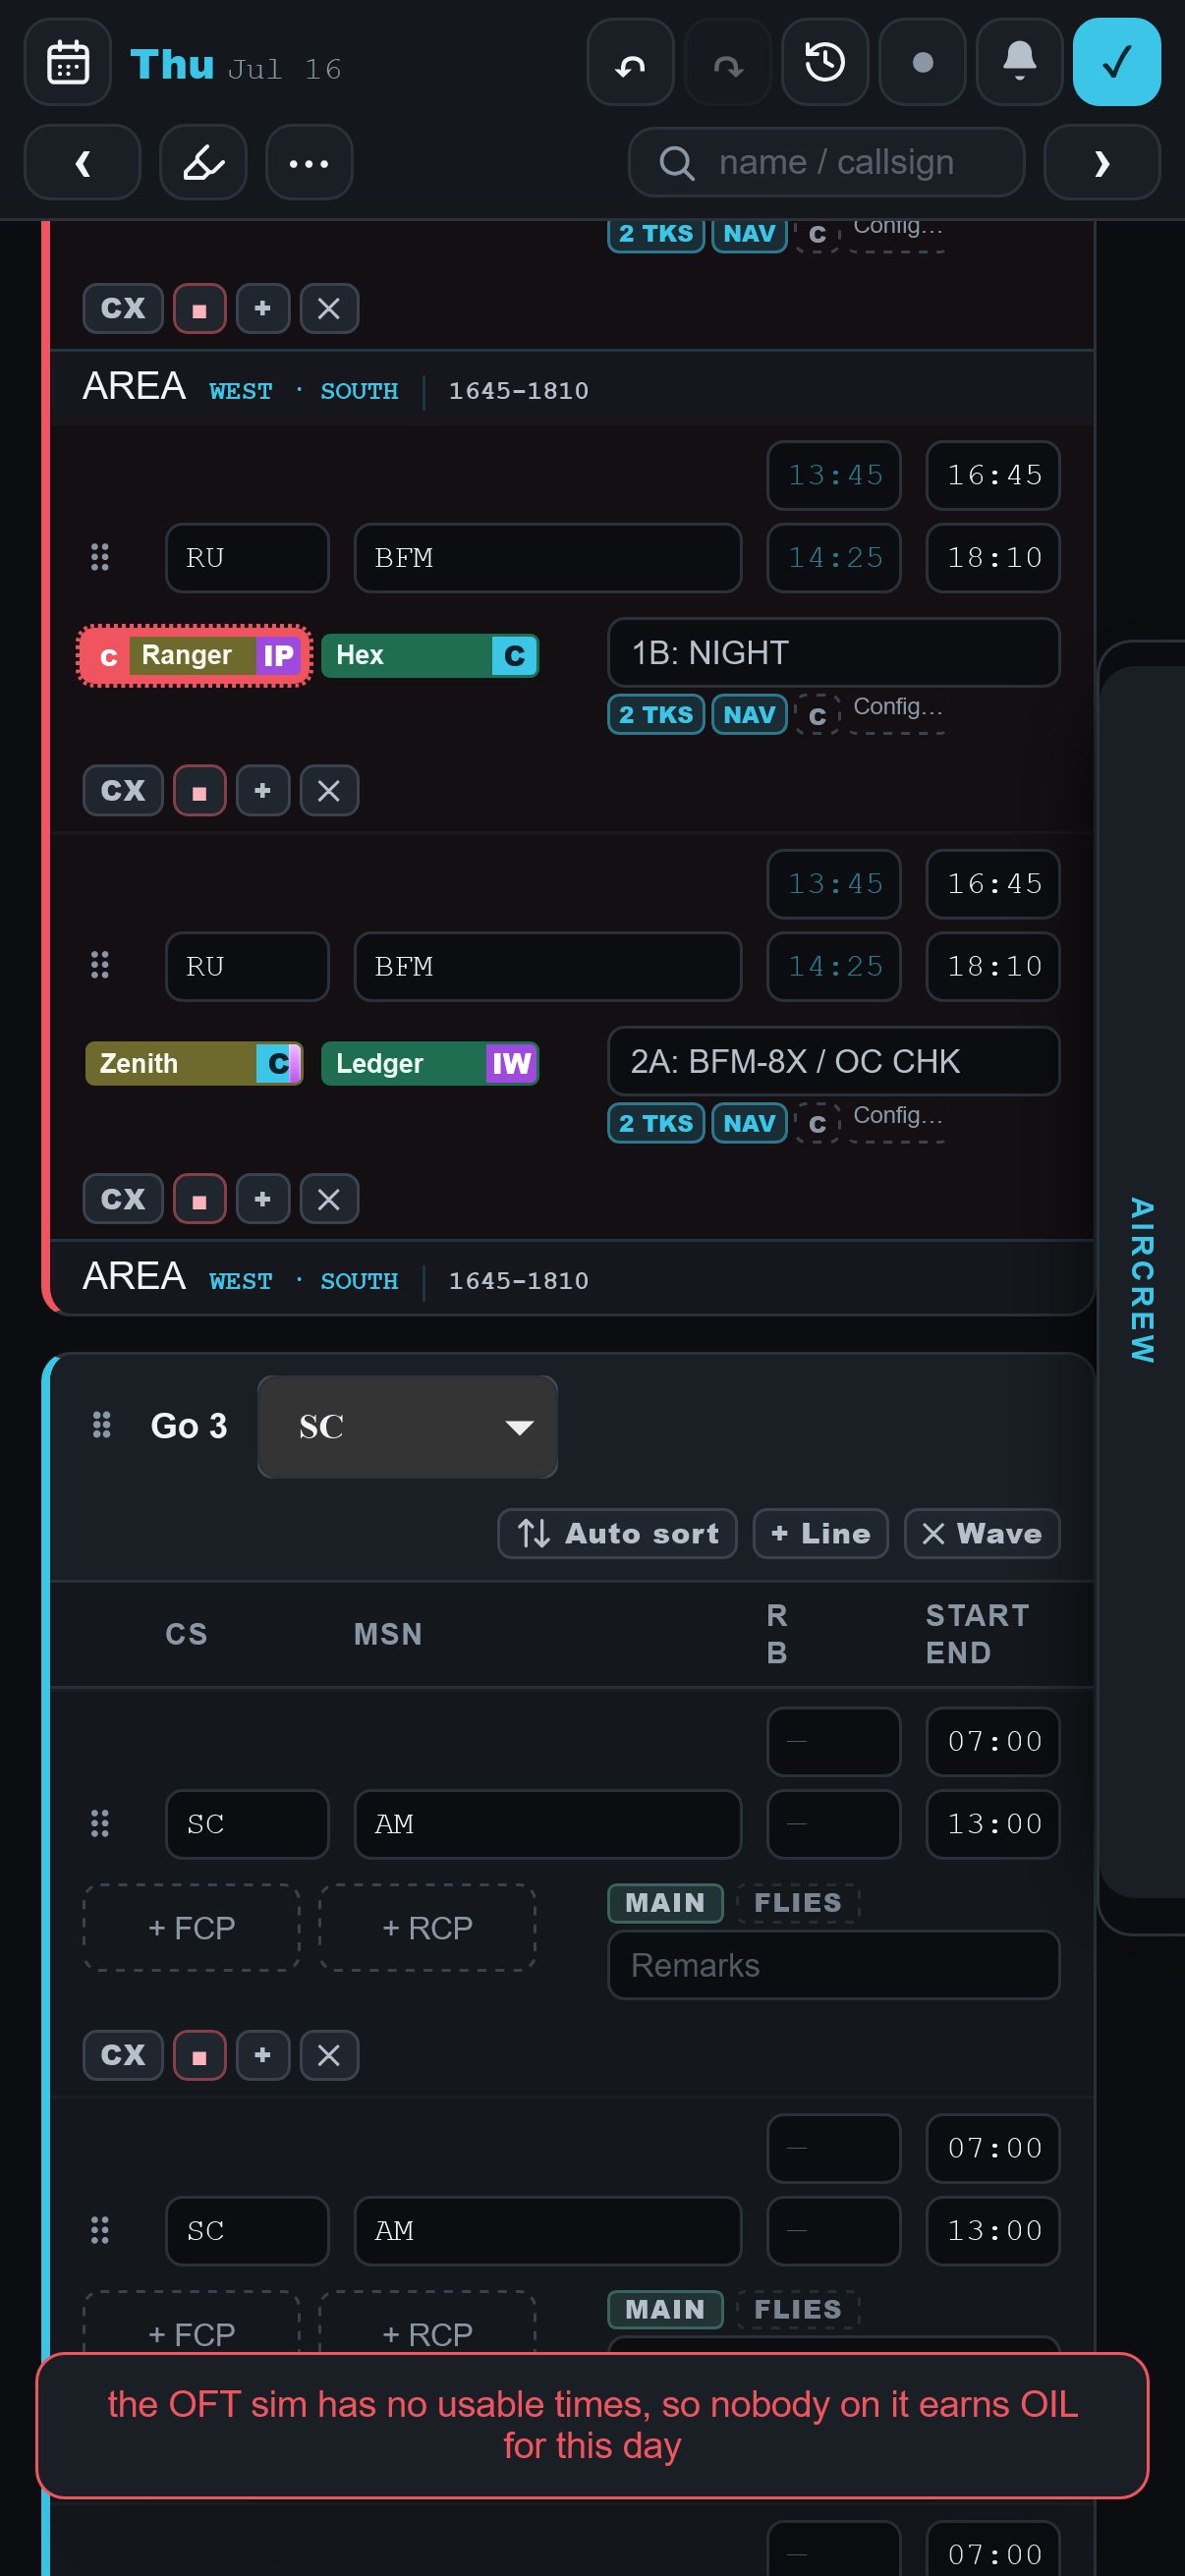 Thu Jul 16
name / callsign
2 TKS NAV C Config...
CX +
AREA WEST · SOUTH 1645-1810
13:45 16:45
RU BFM 14:25 18:10
C Ranger IP Hex C 1B: NIGHT
2 TKS NAV C Config...
CX +
13:45 16:45
RU BFM 14:25 18:10
Zenith C Ledger IW 2A: BFM-8X / OC CHK
2 TKS NAV C Config...
CX +
AREA WEST · SOUTH 1645-1810
AIRCREW
Go 3 SC
Auto sort + Line × Wave
CS MSN R START
B END
— 07:00
SC AM — 13:00
+ FCP + RCP MAIN FLIES
Remarks
CX +
— 07:00
SC AM — 13:00
+ FCP + RCP MAIN FLIES
the OFT sim has no usable times, so nobody on it earns OIL
for this day
— 07:00